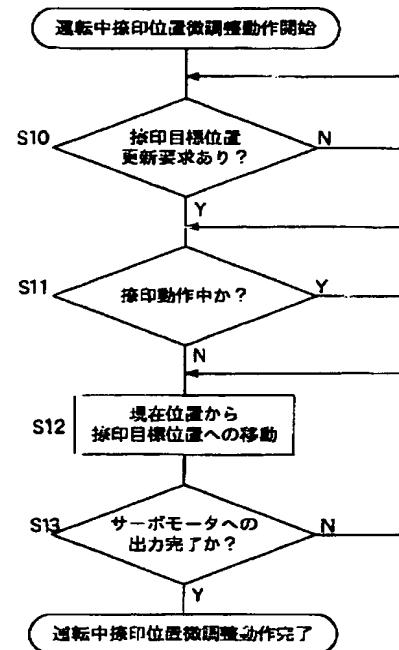 運転中捺印位置微調整動作開始
S10
捺印目標位置
更新要求あり？
N
Y
S11
捺印動作中か？
Y
N
S12
現在位置から
捺印目標位置への移動
S13
サーボモータへの
出力完了か？
N
Y
運転中捺印位置微調整動作完了